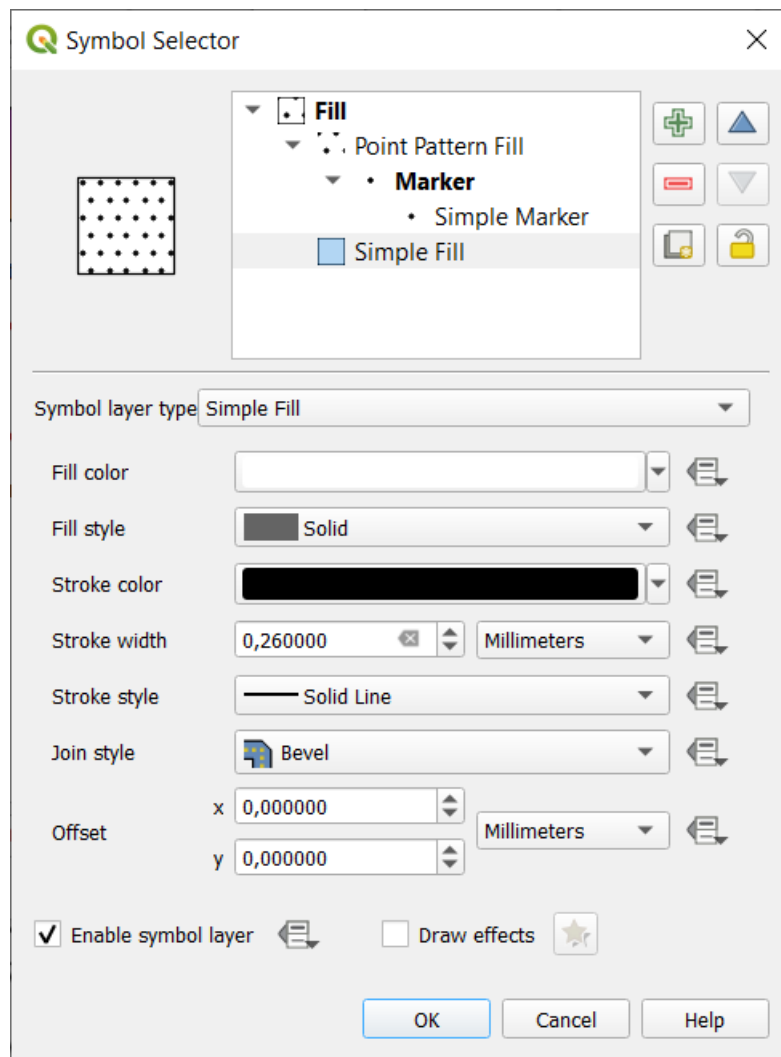 Symbol Selector
Fill
Point Pattern Fill
Marker
Simple Marker
Simple Fill
Symbol layer type Simple Fill
Fill color
Fill style Solid
Stroke color
Stroke width 0,260000 Millimeters
Stroke style Solid Line
Join style Bevel
x 0,000000
Offset Millimeters
y 0,000000
Enable symbol layer Draw effects
OK Cancel Help